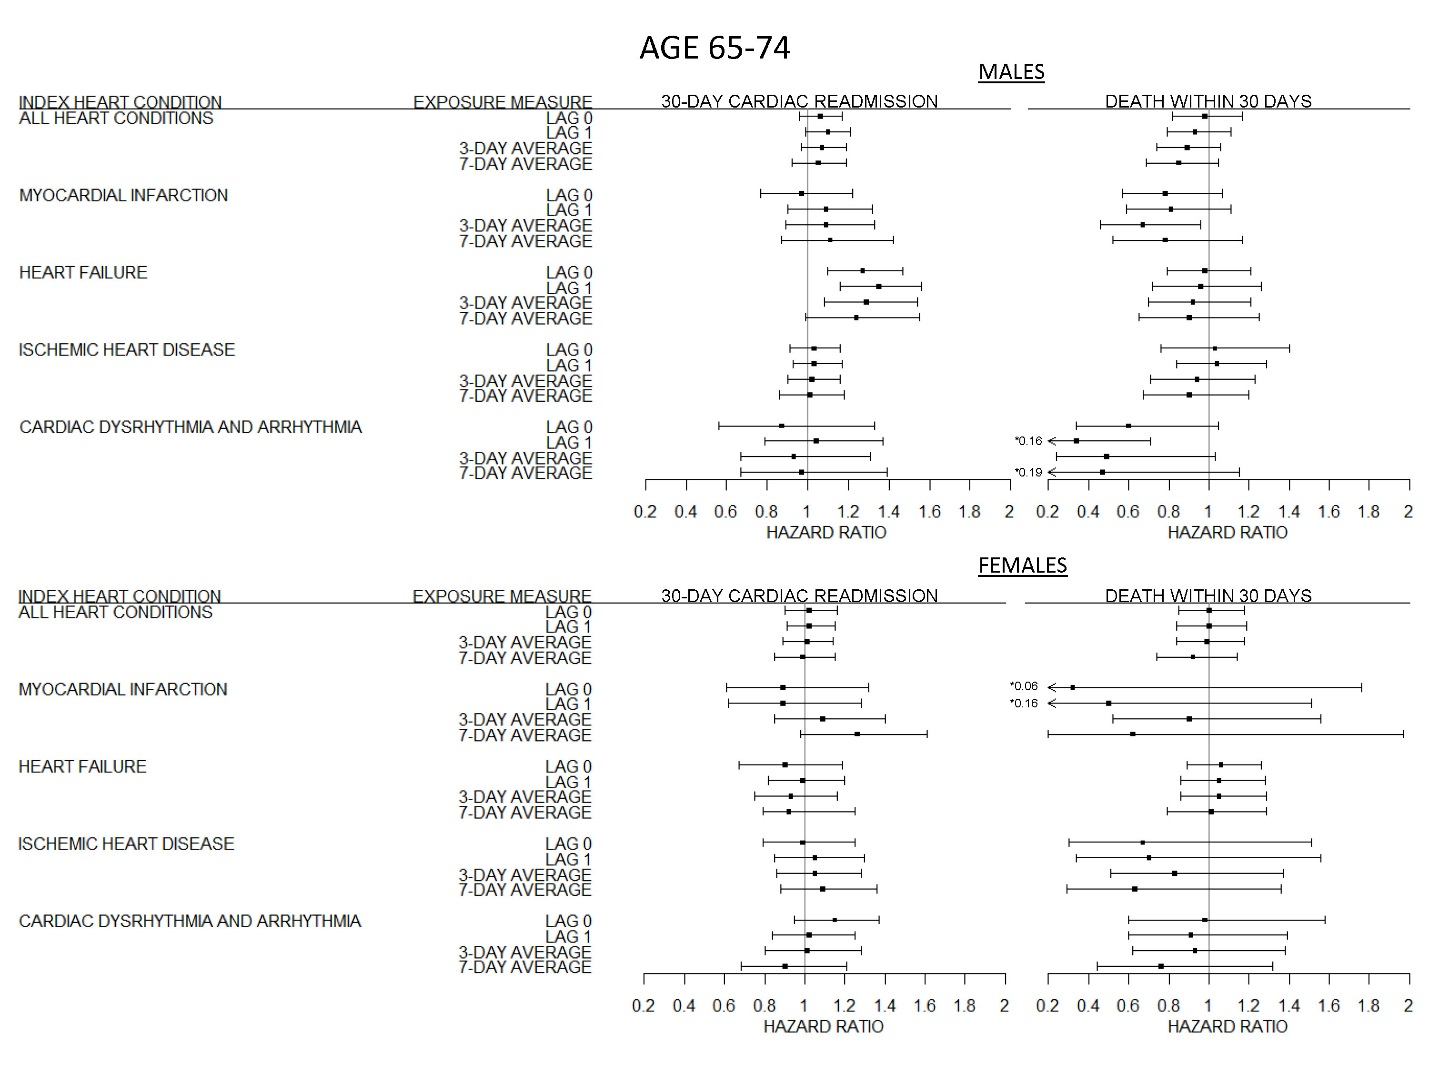 AGE 65-74
MALES
INDEX HEART CONDITION EXPOSURE MEASURE 30-DAY CARDIAC READMISSION DEATH WITHIN 30 DAYS
ALL HEART CONDITIONS LAG 0
LAG 1
3-DAY AVERAGE
7-DAY AVERAGE
MYOCARDIAL INFARCTION LAG 0
LAG 1
3-DAY AVERAGE
7-DAY AVERAGE
HEART FAILURE LAG 0
LAG 1
3-DAY AVERAGE
7-DAY AVERAGE
ISCHEMIC HEART DISEASE LAG 0
LAG 1
3-DAY AVERAGE
7-DAY AVERAGE
CARDIAC DYSRHYTHMIA AND ARRHYTHMIA LAG 0
LAG 1 *0.16
3-DAY AVERAGE
7-DAY AVERAGE *0.19
0.2 0.4 0.6 0.8 1 1.2 1.4 1.6 1.8 2 0.2 0.4 0.6 0.8 1 1.2 1.4 1.6 1.8 2
HAZARD RATIO HAZARD RATIO
FEMALES
INDEX HEART CONDITION EXPOSURE MEASURE 30-DAY CARDIAC READMISSION DEATH WITHIN 30 DAYS
ALL HEART CONDITIONS LAG 0
LAG 1
3-DAY AVERAGE
7-DAY AVERAGE
MYOCARDIAL INFARCTION LAG 0 *0.06
LAG 1 *0.16
3-DAY AVERAGE
7-DAY AVERAGE
HEART FAILURE LAG 0
LAG 1
3-DAY AVERAGE
7-DAY AVERAGE
ISCHEMIC HEART DISEASE LAG 0
LAG 1
3-DAY AVERAGE
7-DAY AVERAGE
CARDIAC DYSRHYTHMIA AND ARRHYTHMIA LAG 0
LAG 1
3-DAY AVERAGE
7-DAY AVERAGE
0.2 0.4 0.6 0.8 1 1.2 1.4 1.6 1.8 2 0.2 0.4 0.6 0.8 1 1.2 1.4 1.6 1.8 2
HAZARD RATIO HAZARD RATIO